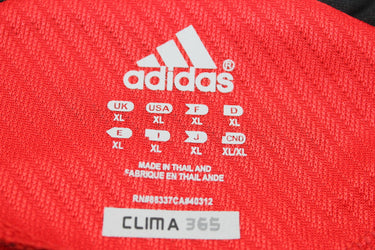 adidas®
UK USA F D
XL XL XL XL
E I J CND
XL XL XL XL/XL
MADE IN THAILAND
FABRIQUE EN THAILANDE
RN#88337CA#40312
CLIMA 365